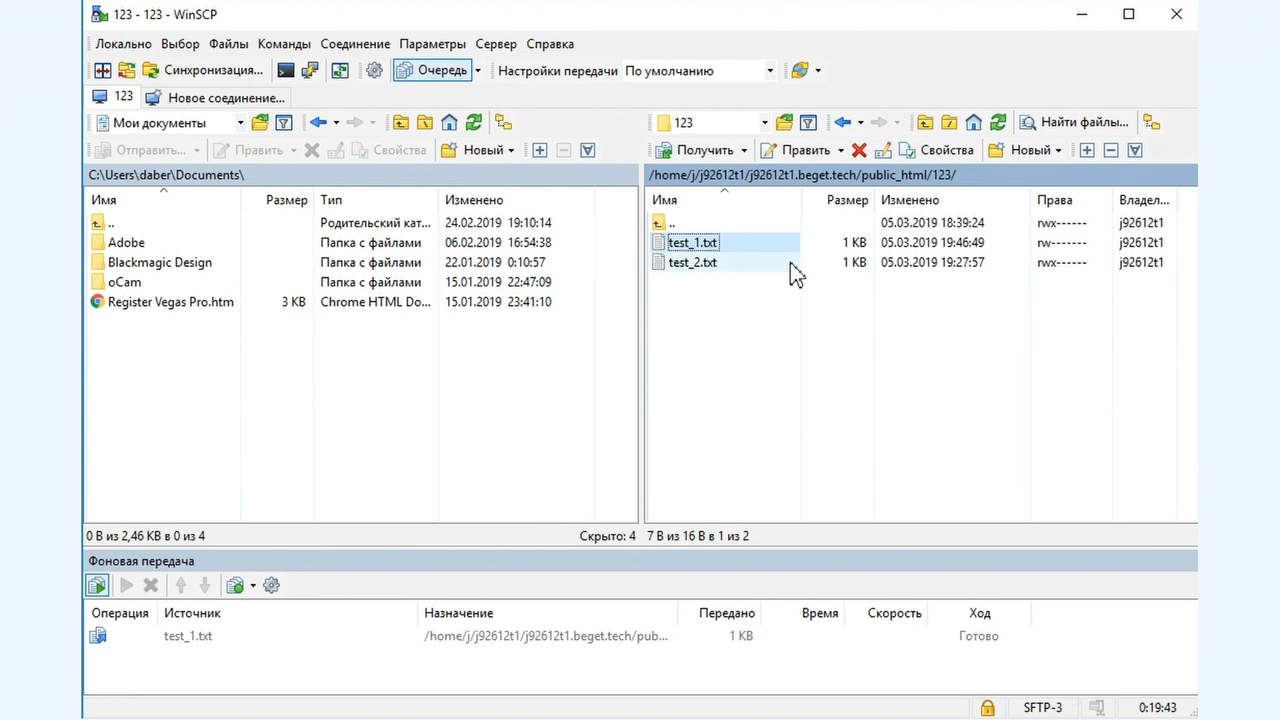 123 - 123 - WinSCP
Локально Выбор Файлы Команды Соединение Параметры Сервер Справка
Синхронизация... Очередь Настройки передачи По умолчанию
123 Новое соединение...
Мои документы 123 Найти файлы...
Отправить... Править Свойства Новый Получить Править Свойства Новый
C:\Users\daber\Documents\ /home/j/j92612t1/j92612t1.beget.tech/public_html/123/
Имя Размер Тип Изменено Имя Размер Изменено Права Владел...
.. Родительский кат... 24.02.2019 19:10:14 .. 05.03.2019 18:39:24 rwx------ j92612t1
Adobe Папка с файлами 06.02.2019 16:54:38 test_1.txt 1 KB 05.03.2019 19:46:49 rw------- j92612t1
Blackmagic Design Папка с файлами 22.01.2019 0:10:57 test_2.txt 1 KB 05.03.2019 19:27:57 rwx------ j92612t1
oCam Папка с файлами 15.01.2019 22:47:09
Register Vegas Pro.htm 3 KB Chrome HTML Do... 15.01.2019 23:41:10
0 B из 2,46 KB в 0 из 4 Скрыто: 4 7 B из 16 B в 1 из 2
Фоновая передача
Операция Источник Назначение Передано Время Скорость Ход
test_1.txt /home/j/j92612t1/j92612t1.beget.tech/pub... 1 KB Готово
SFTP-3 0:19:43